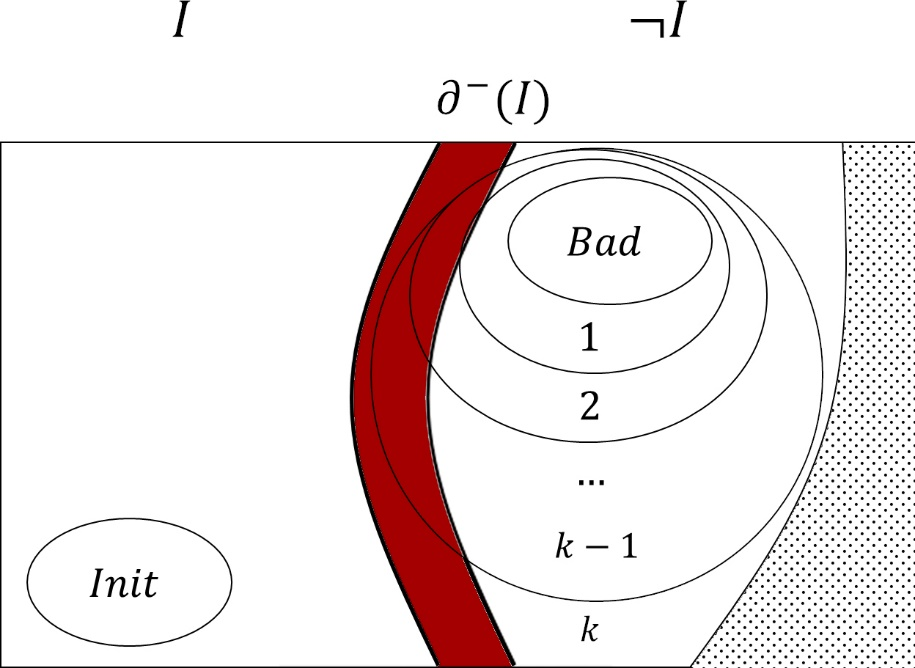 I ¬I
∂⁻(I)
Bad
1
2
...
k − 1
Init
k